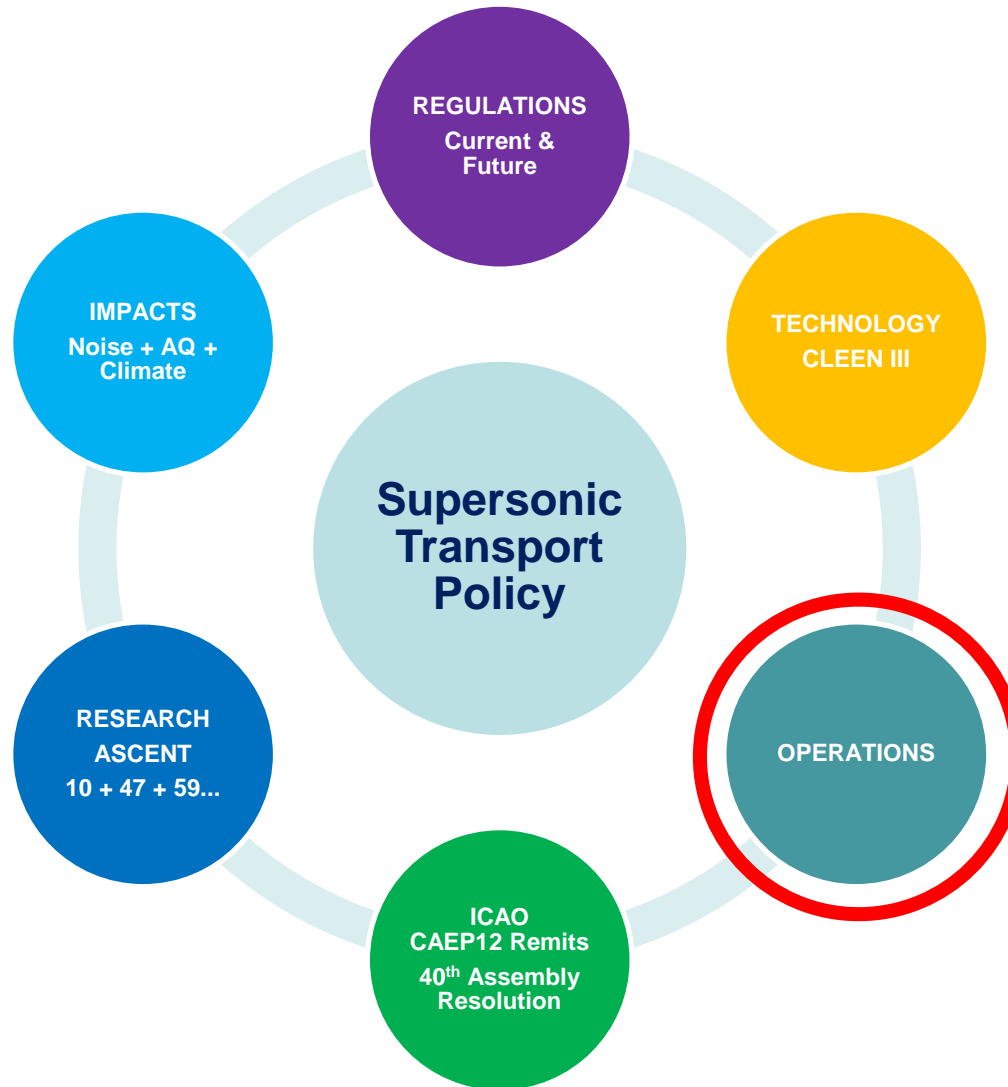 REGULATIONS
Current &
Future
TECHNOLOGY
CLEEN III
OPERATIONS
ICAO
CAEP12 Remits
40th Assembly
Resolution
RESEARCH
ASCENT
10 + 47 + 59...
IMPACTS
Noise + AQ +
Climate
Supersonic
Transport
Policy